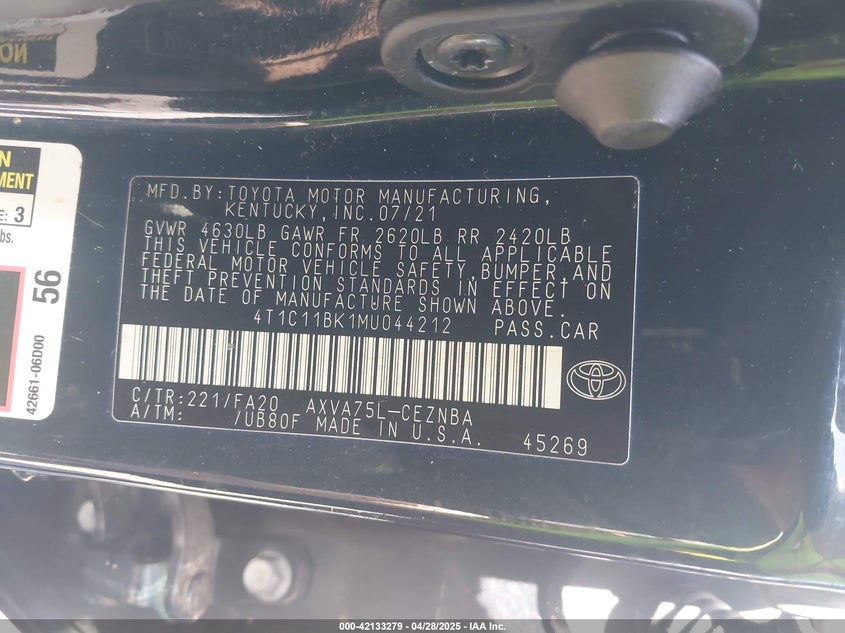 N
MENT
E: 3
bs.
56
42661-06D00
MFD.BY:TOYOTA MOTOR MANUFACTURING,
KENTUCKY,INC.07/21
GVWR 4630LB GAWR FR 2620LB RR 2420LB
THIS VEHICLE CONFORMS TO ALL APPLICABLE
FEDERAL MOTOR VEHICLE SAFETY,BUMPER,AND
THEFT PREVENTION STANDARDS IN EFFECT ON
THE DATE OF MANUFACTURE SHOWN ABOVE.
4T1C11BK1MU044212 PASS.CAR
C/TR:221/FA20 AXVA75L-CEZNBA
A/TM: /UB80F MADE IN U.S.A. 45269
000-42133279 - 04/28/2025 - IAA Inc.